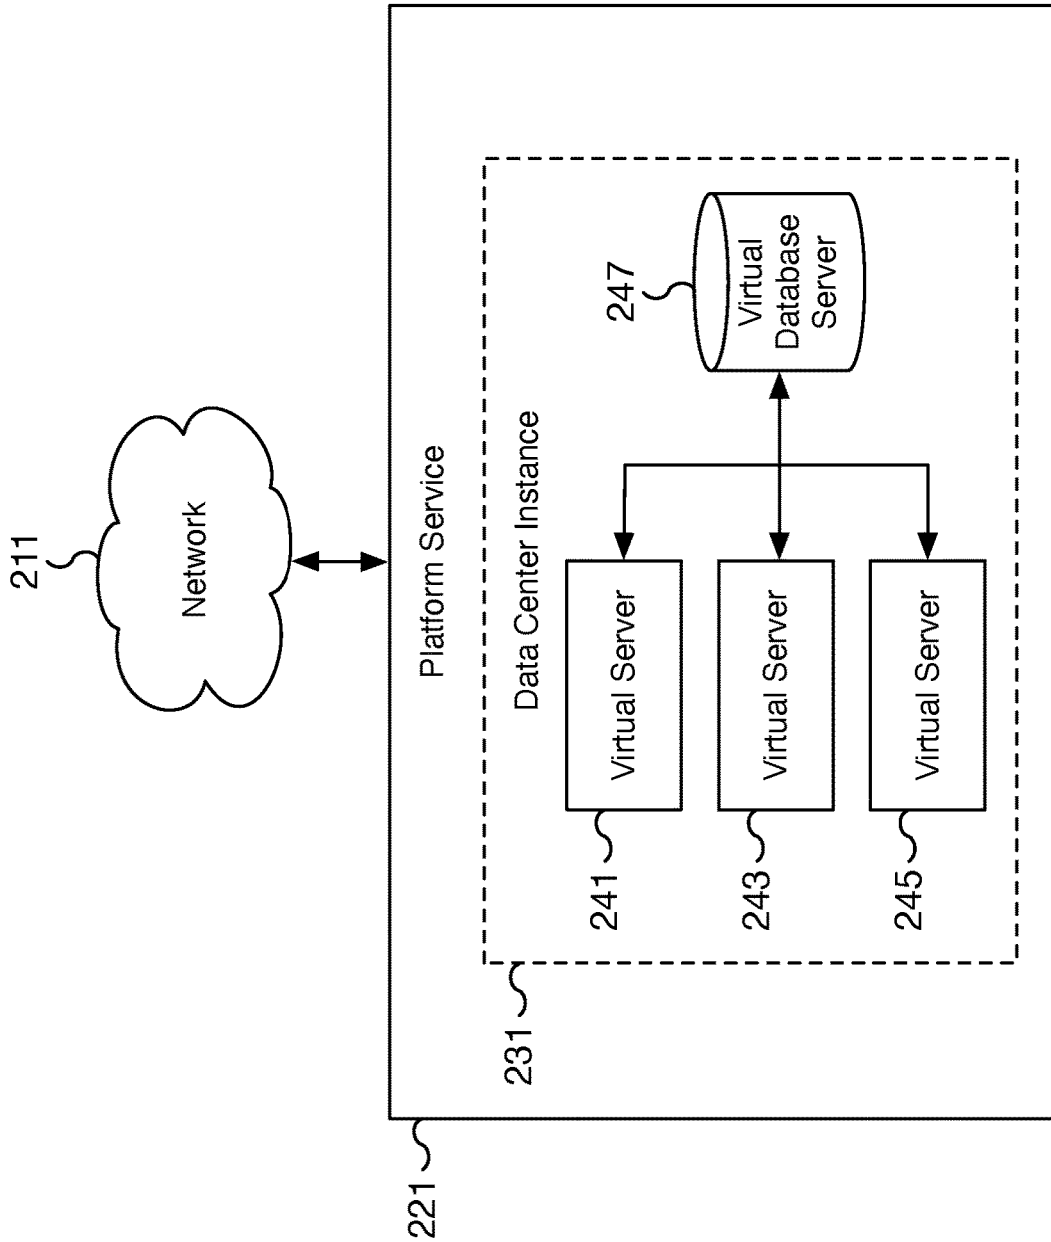 211
Network
221
Platform Service
231
Data Center Instance
241
Virtual Server
243
Virtual Server
245
Virtual Server
247
Virtual
Database
Server